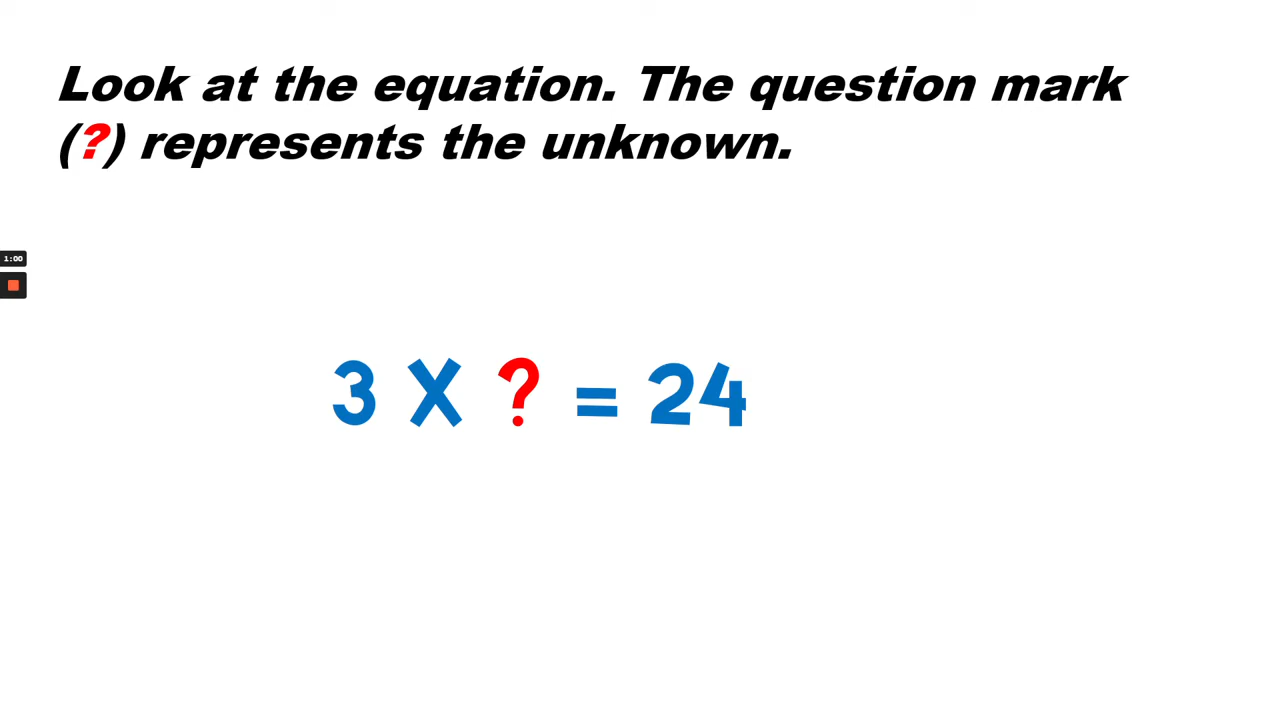 Look at the equation. The question mark
(?) represents the unknown.
1:00
3 X ? = 24